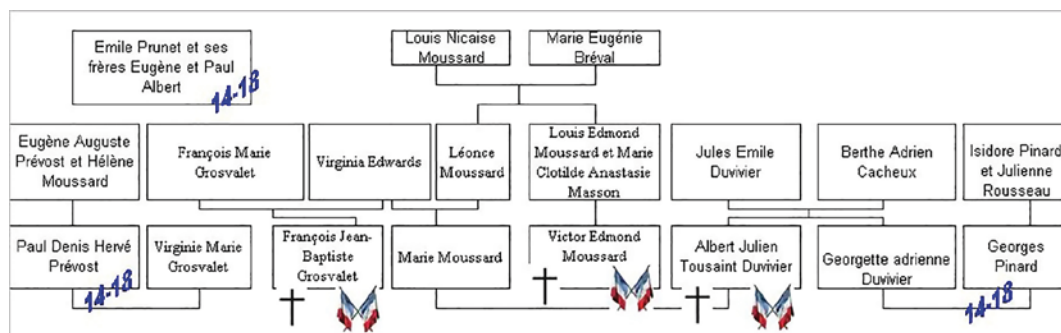 Emile Prunet et ses
frères Eugène et Paul
Albert
14-18
Louis Nicaise
Moussard
Marie Eugénie
Bréval
Eugène Auguste
Prévost et Hélène
Moussard
François Marie
Grosvalet
Virginia Edwards
Léonce
Moussard
Louis Edmond
Moussard et Marie
Clotilde Anastasie
Masson
Jules Emile
Duvivier
Berthe Adrien
Cacheux
Isidore Pinard
et Julienne
Rousseau
Paul Denis Hervé
Prévost
14-18
Virginie Marie
Grosvalet
François Jean-
Baptiste
Grosvalet
Marie Moussard
Victor Edmond
Moussard
Albert Julien
Tousaint Duvivier
Georgette adrienne
Duvivier
Georges
Pinard
14-18